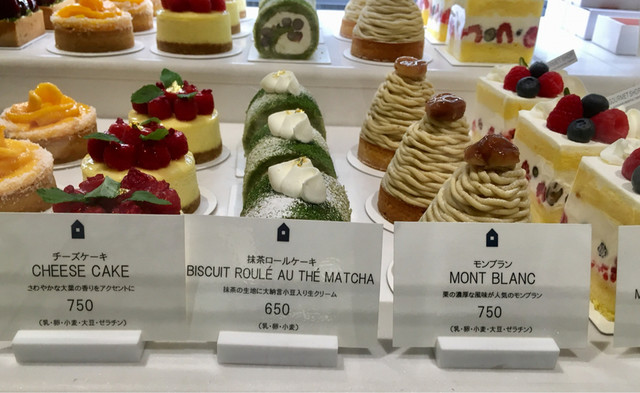 チーズケーキ
CHEESE CAKE
さわやかな大葉の香りをアクセントに
750
(乳・卵・小麦・大豆・ゼラチン)
抹茶ロールケーキ
BISCUIT ROULÉ AU THÉ MATCHA
抹茶の生地に大納言小豆入り生クリーム
650
(乳・卵・小麦)
モンブラン
MONT BLANC
栗の濃厚な風味が人気のモンブラン
750
(乳・卵・小麦・大豆・ゼラチン)